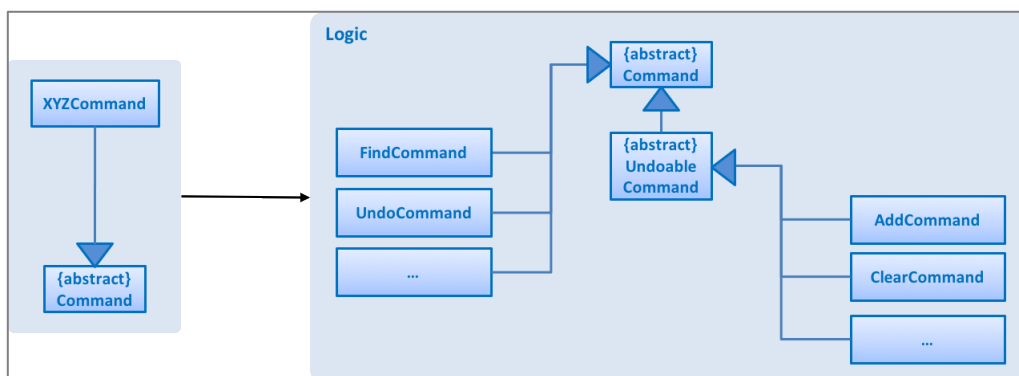 XYZCommand
{abstract}
Command
Logic
{abstract}
Command
FindCommand
UndoCommand
...
{abstract}
Undoable
Command
AddCommand
ClearCommand
...